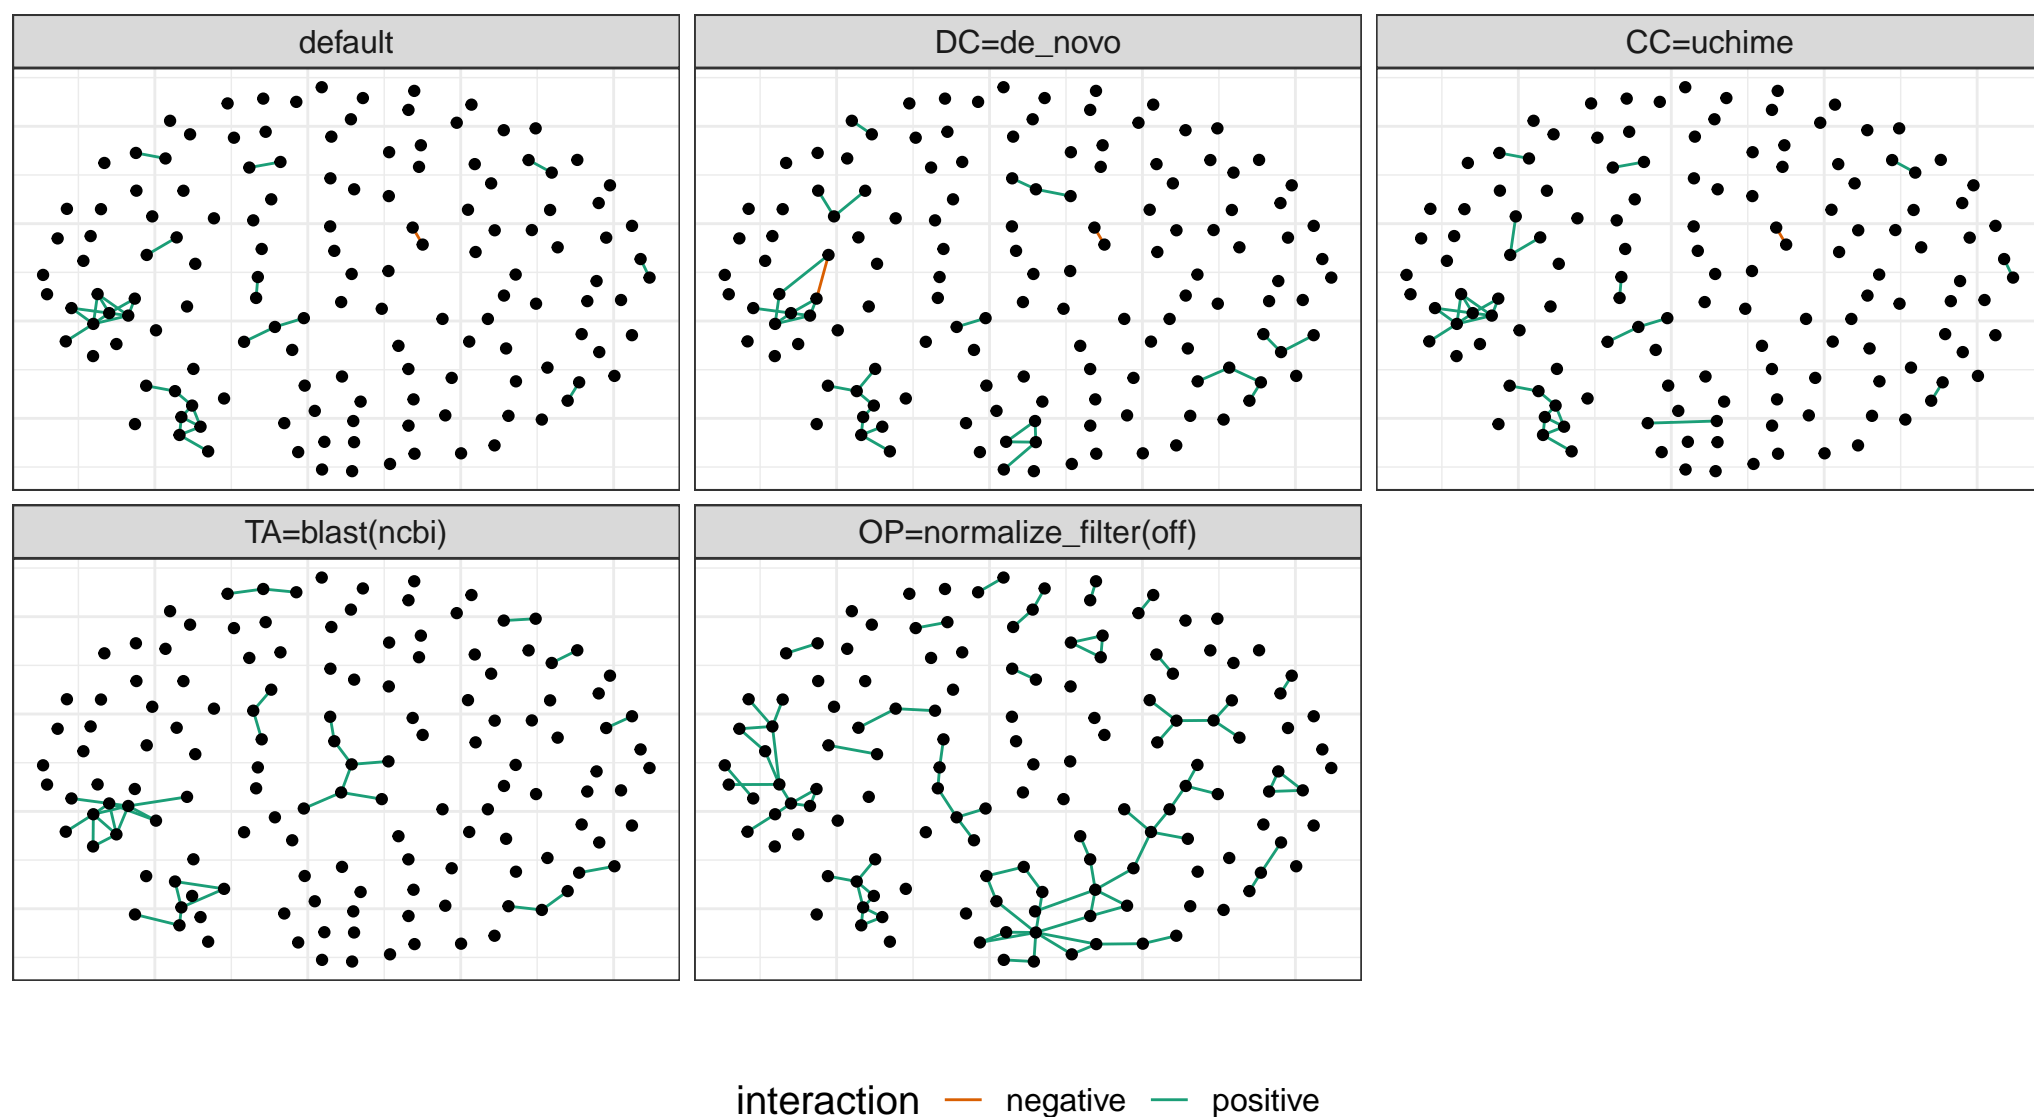 default
DC=de_novo
CC=uchime
TA=blast(ncbi)
OP=normalize_filter(off)
interaction negative positive